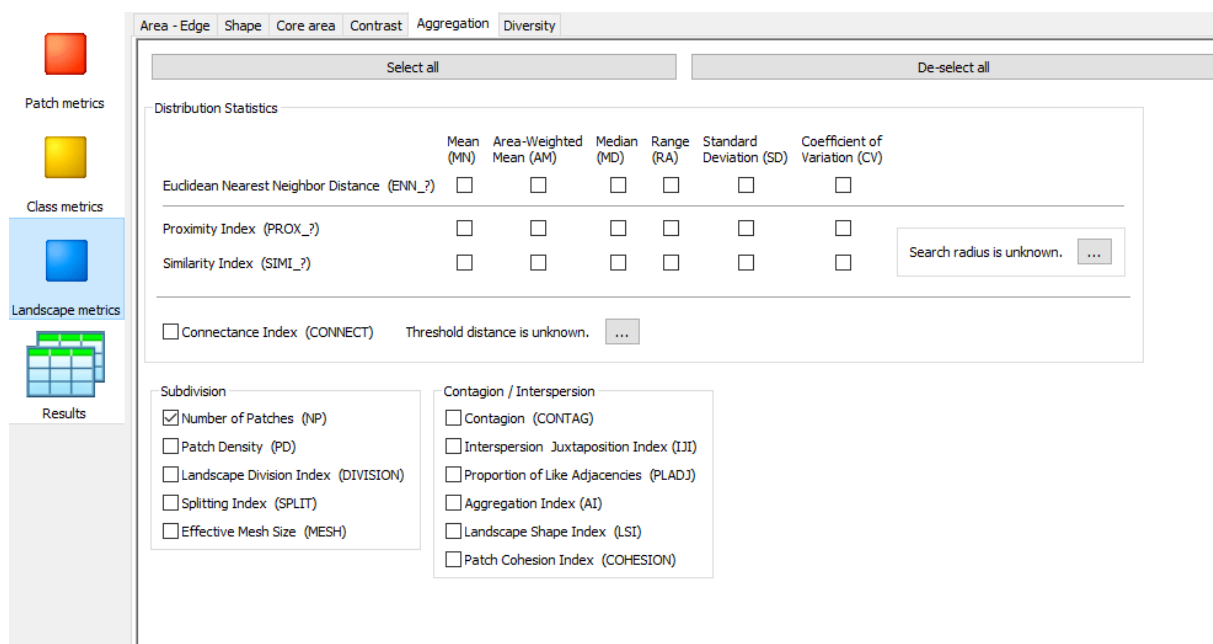 Area - Edge Shape Core area Contrast Aggregation Diversity
Select all De-select all
Patch metrics
Class metrics
Landscape metrics
Results
Distribution Statistics
Mean (MN) Area-Weighted Mean (AM) Median (MD) Range (RA) Standard Deviation (SD) Coefficient of Variation (CV)
Euclidean Nearest Neighbor Distance (ENN_?)
Proximity Index (PROX_?)
Similarity Index (SIMI_?)
Search radius is unknown. ...
Connectance Index (CONNECT) Threshold distance is unknown. ...
Subdivision
Number of Patches (NP)
Patch Density (PD)
Landscape Division Index (DIVISION)
Splitting Index (SPLIT)
Effective Mesh Size (MESH)
Contagion / Interspersion
Contagion (CONTAG)
Interspersion Juxtaposition Index (IJI)
Proportion of Like Adjacencies (PLADJ)
Aggregation Index (AI)
Landscape Shape Index (LSI)
Patch Cohesion Index (COHESION)